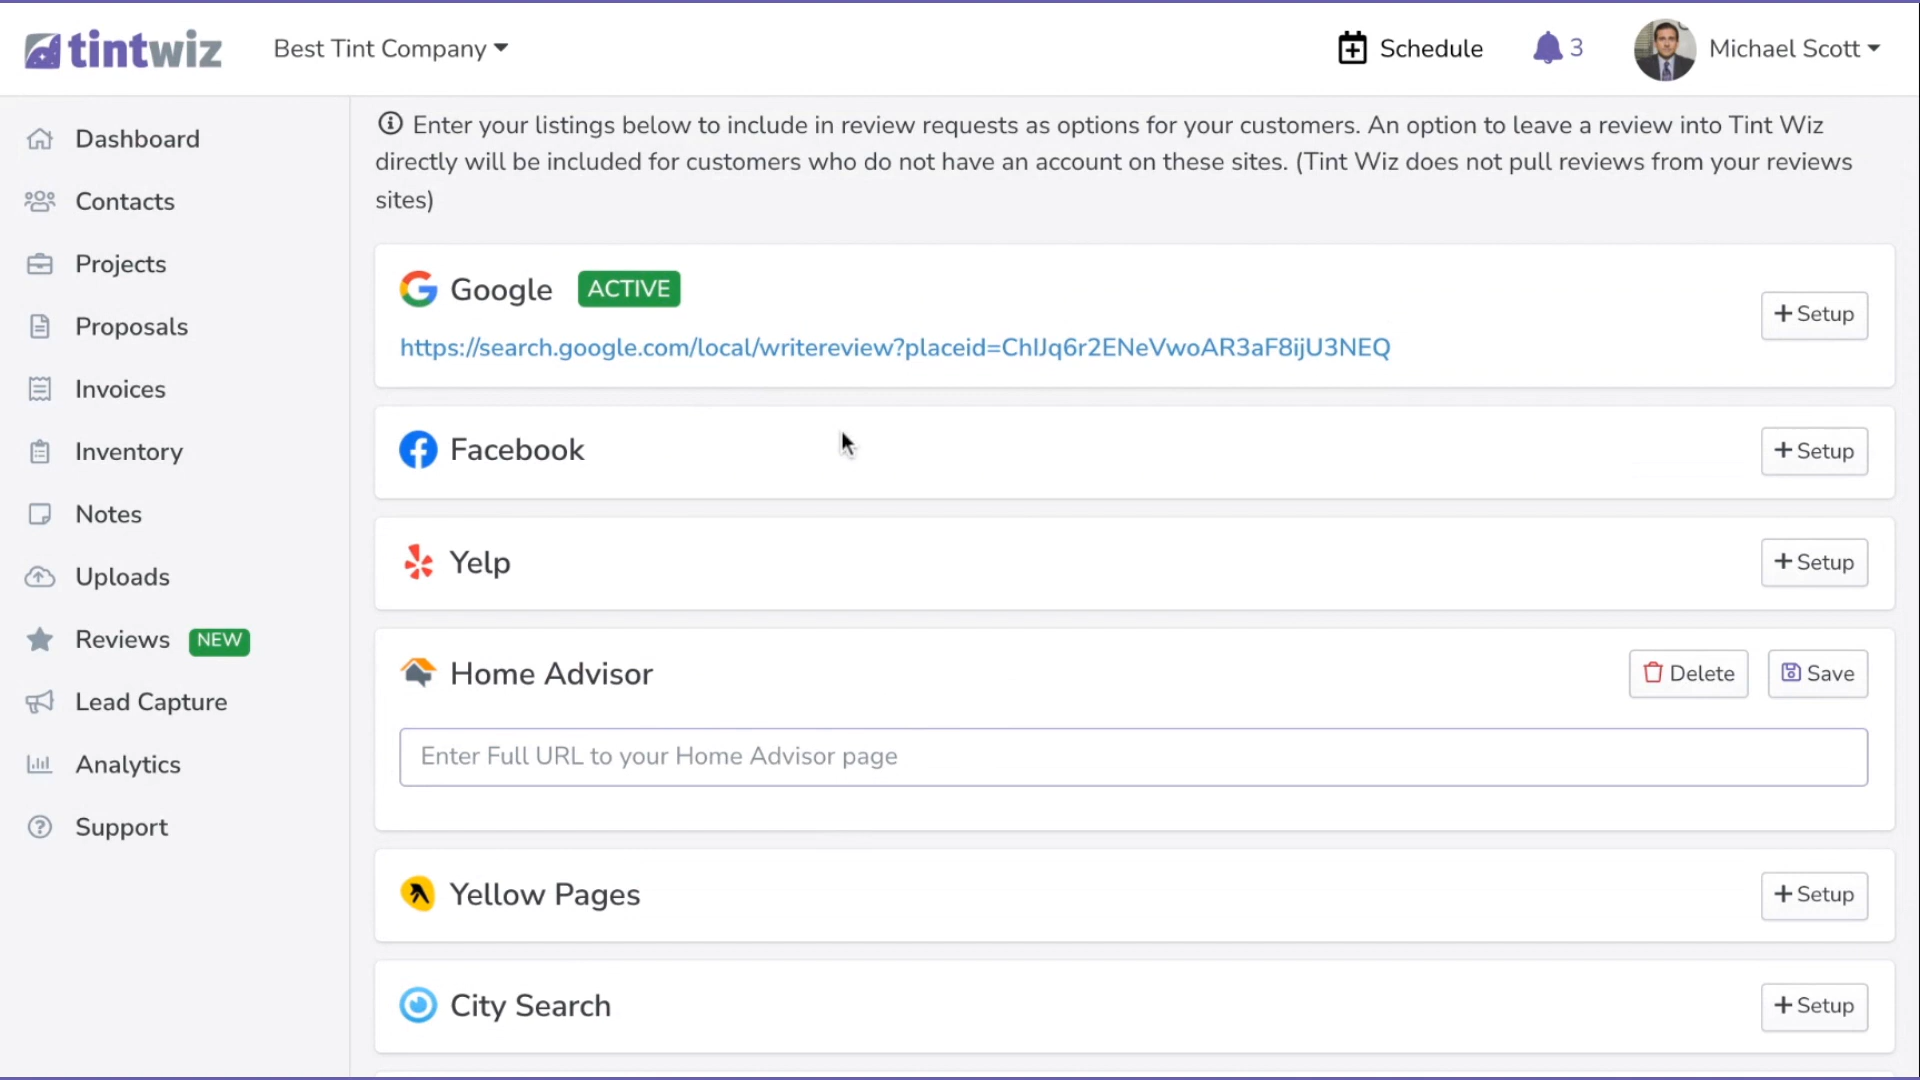 tintwiz
Best Tint Company
Schedule
3
Michael Scott
Dashboard
Contacts
Projects
Proposals
Invoices
Inventory
Notes
Uploads
Reviews NEW
Lead Capture
Analytics
Support
Enter your listings below to include in review requests as options for your customers. An option to leave a review into Tint Wiz
directly will be included for customers who do not have an account on these sites. (Tint Wiz does not pull reviews from your reviews
sites)
Google ACTIVE
+ Setup
https://search.google.com/local/writereview?placeid=ChIJq6r2ENeVwoAR3aF8ijU3NEQ
Facebook
+ Setup
Yelp
+ Setup
Home Advisor
Delete
Save
Enter Full URL to your Home Advisor page
Yellow Pages
+ Setup
City Search
+ Setup